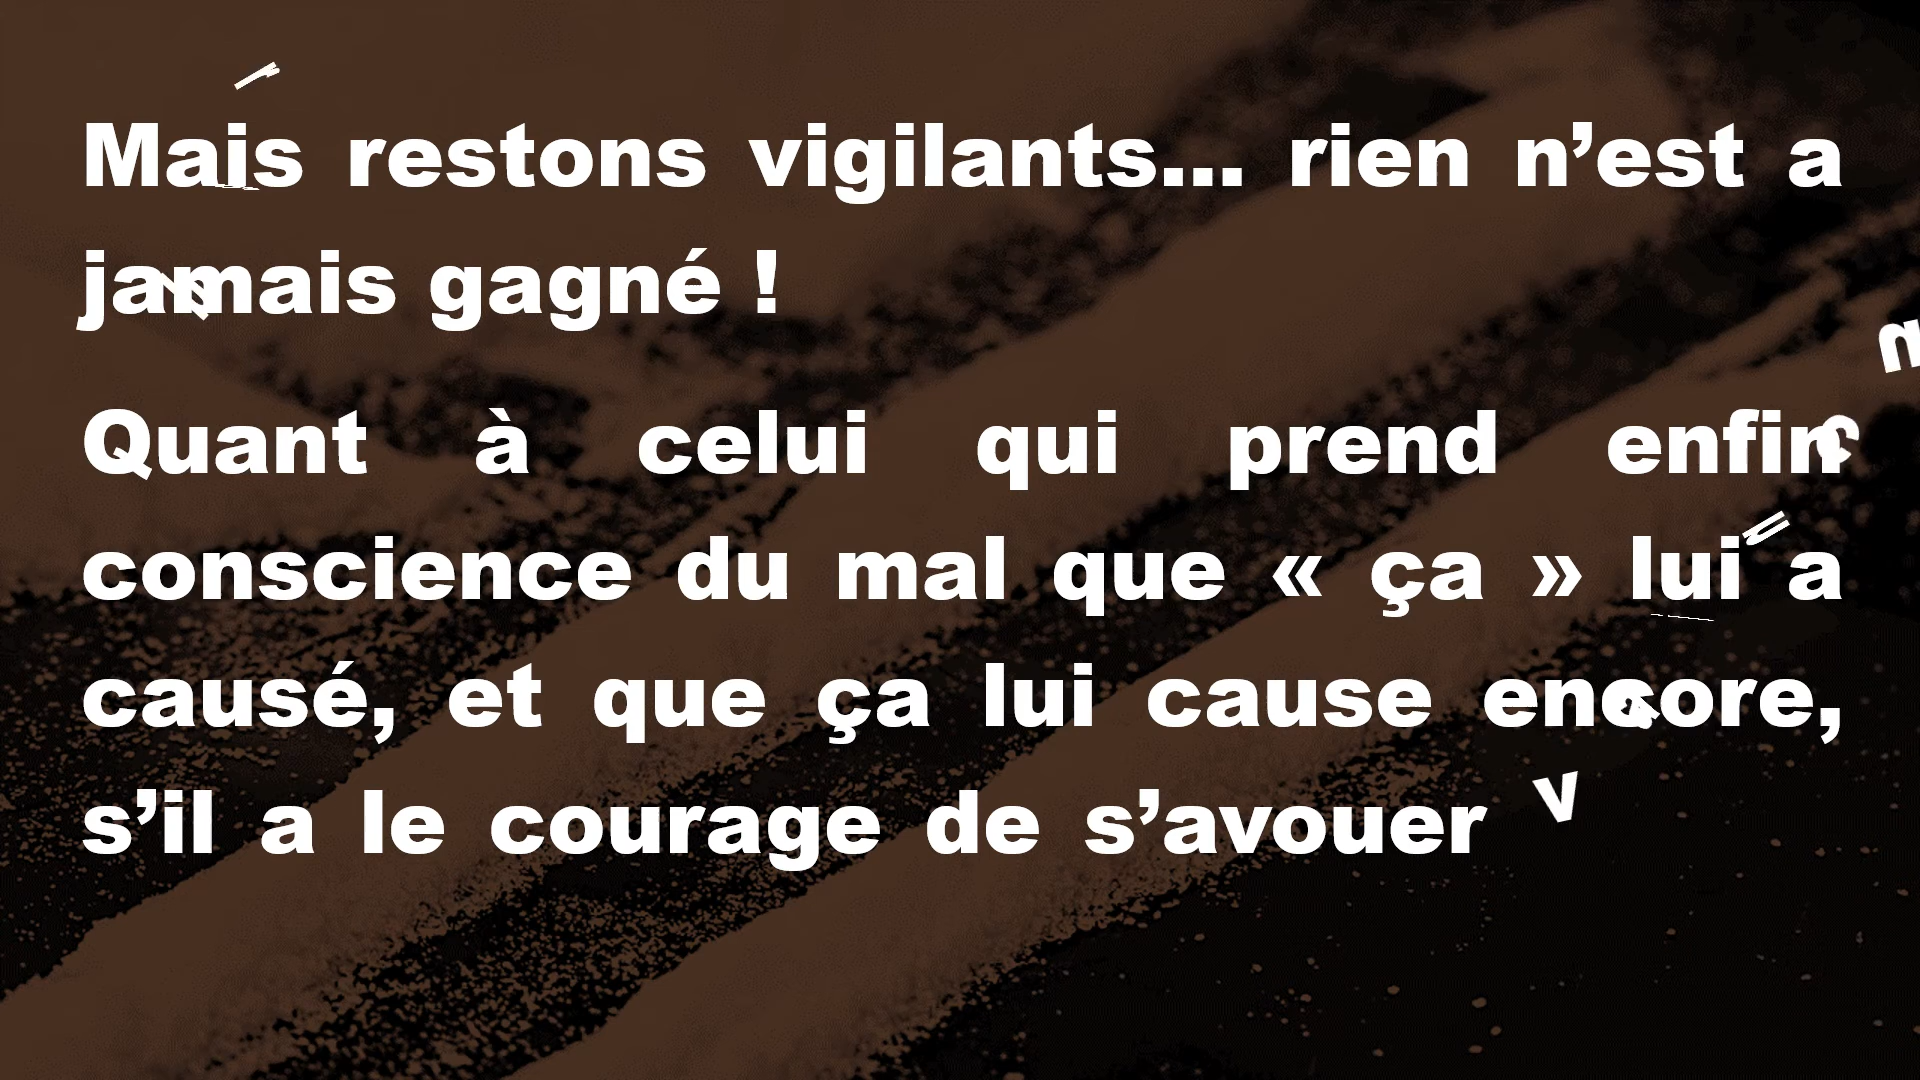 Mais restons vigilants... rien n’est a
jamais gagné !
Quant à celui qui prend enfin
conscience du mal que « ça » lui a
causé, et que ça lui cause encore,
s’il a le courage de s’avouer